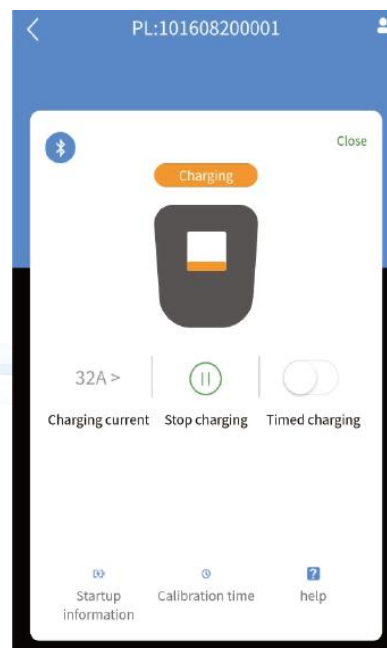 PL:101608200001
Close
Charging
32A >
Charging current Stop charging Timed charging
Startup information Calibration time help